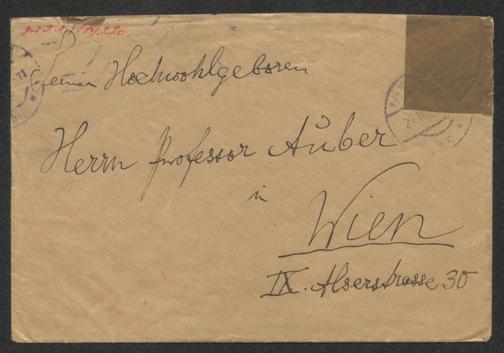 Seiner Hochwohlgeboren
Herrn Professor Auber
in
Wien
IX. Alserstrasse 30